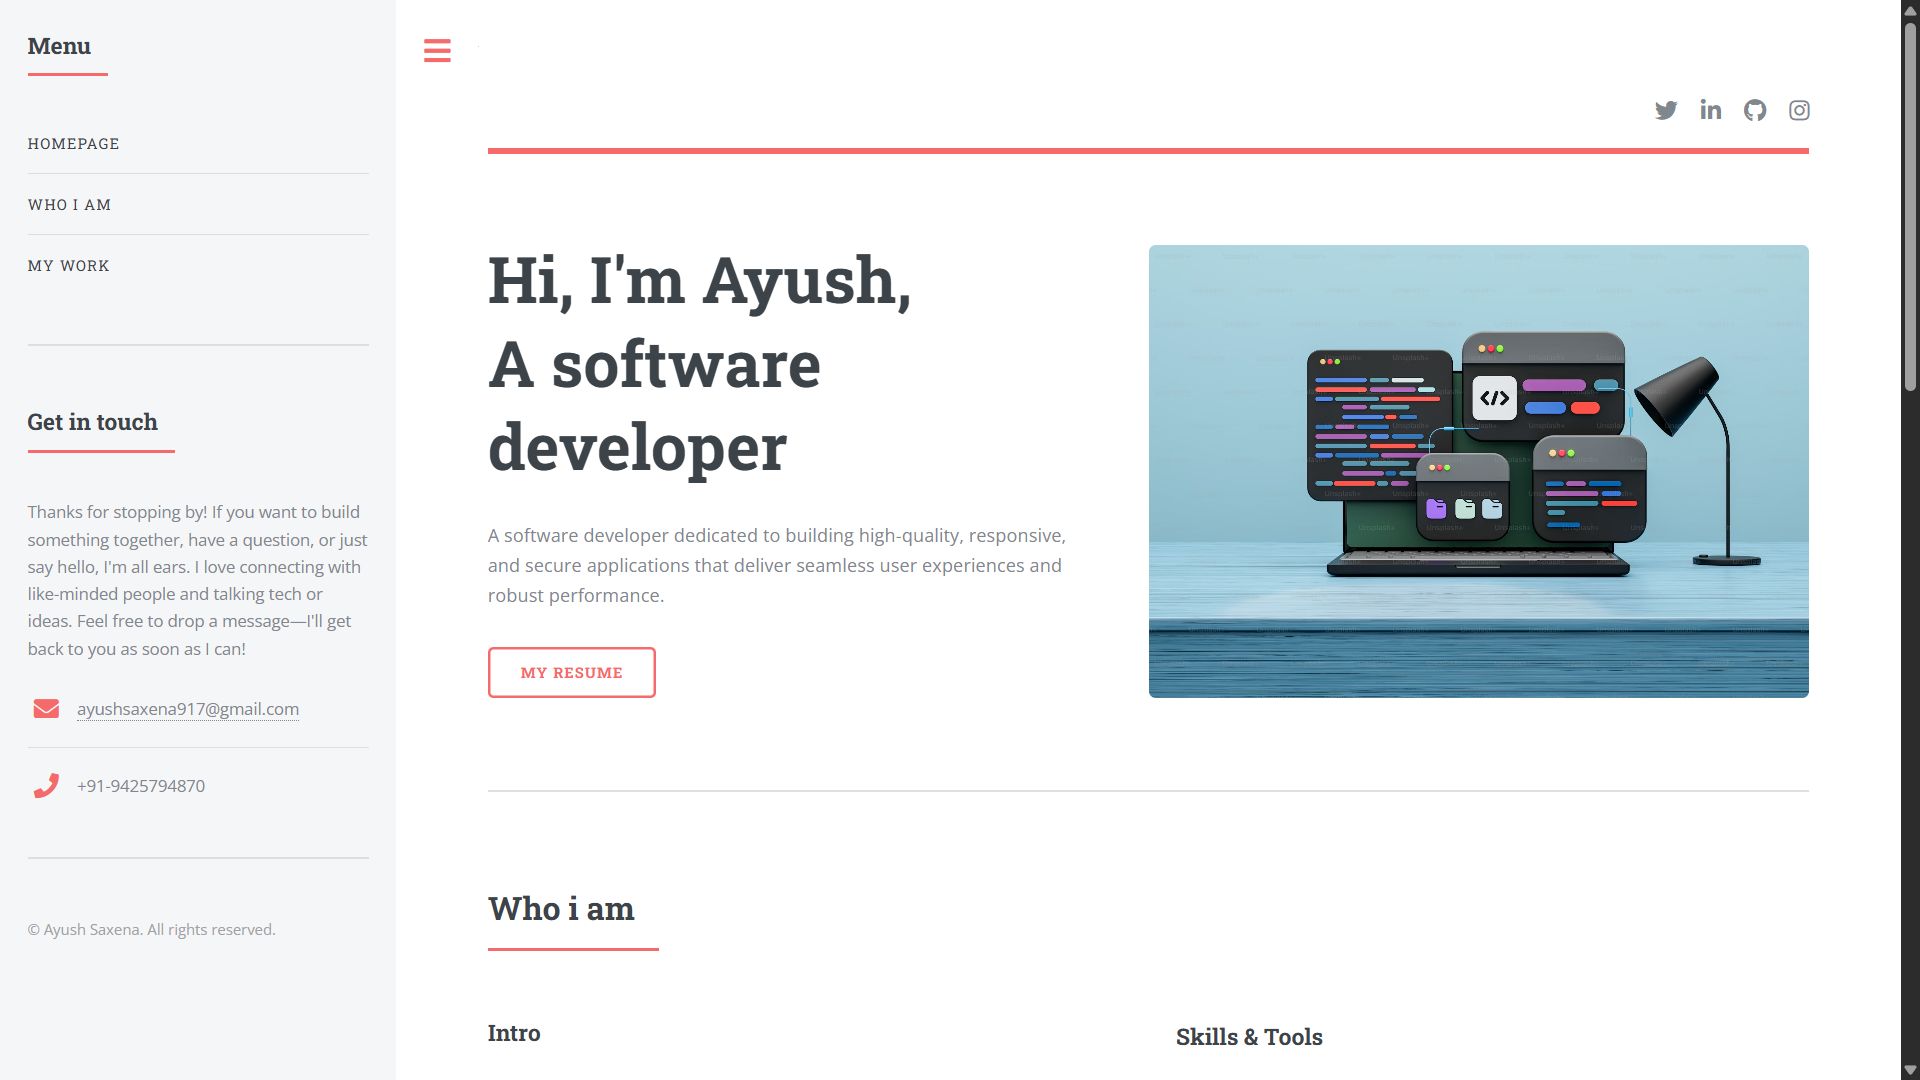 Menu
HOMEPAGE
WHO I AM
MY WORK
Get in touch
Thanks for stopping by! If you want to build
something together, have a question, or just
say hello, I'm all ears. I love connecting with
like-minded people and talking tech or
ideas. Feel free to drop a message—I'll get
back to you as soon as I can!
ayushsaxena917@gmail.com
+91-9425794870
© Ayush Saxena. All rights reserved.
Hi, I'm Ayush,
A software
developer
A software developer dedicated to building high-quality, responsive,
and secure applications that deliver seamless user experiences and
robust performance.
MY RESUME
</>
Who i am
Intro
Skills & Tools